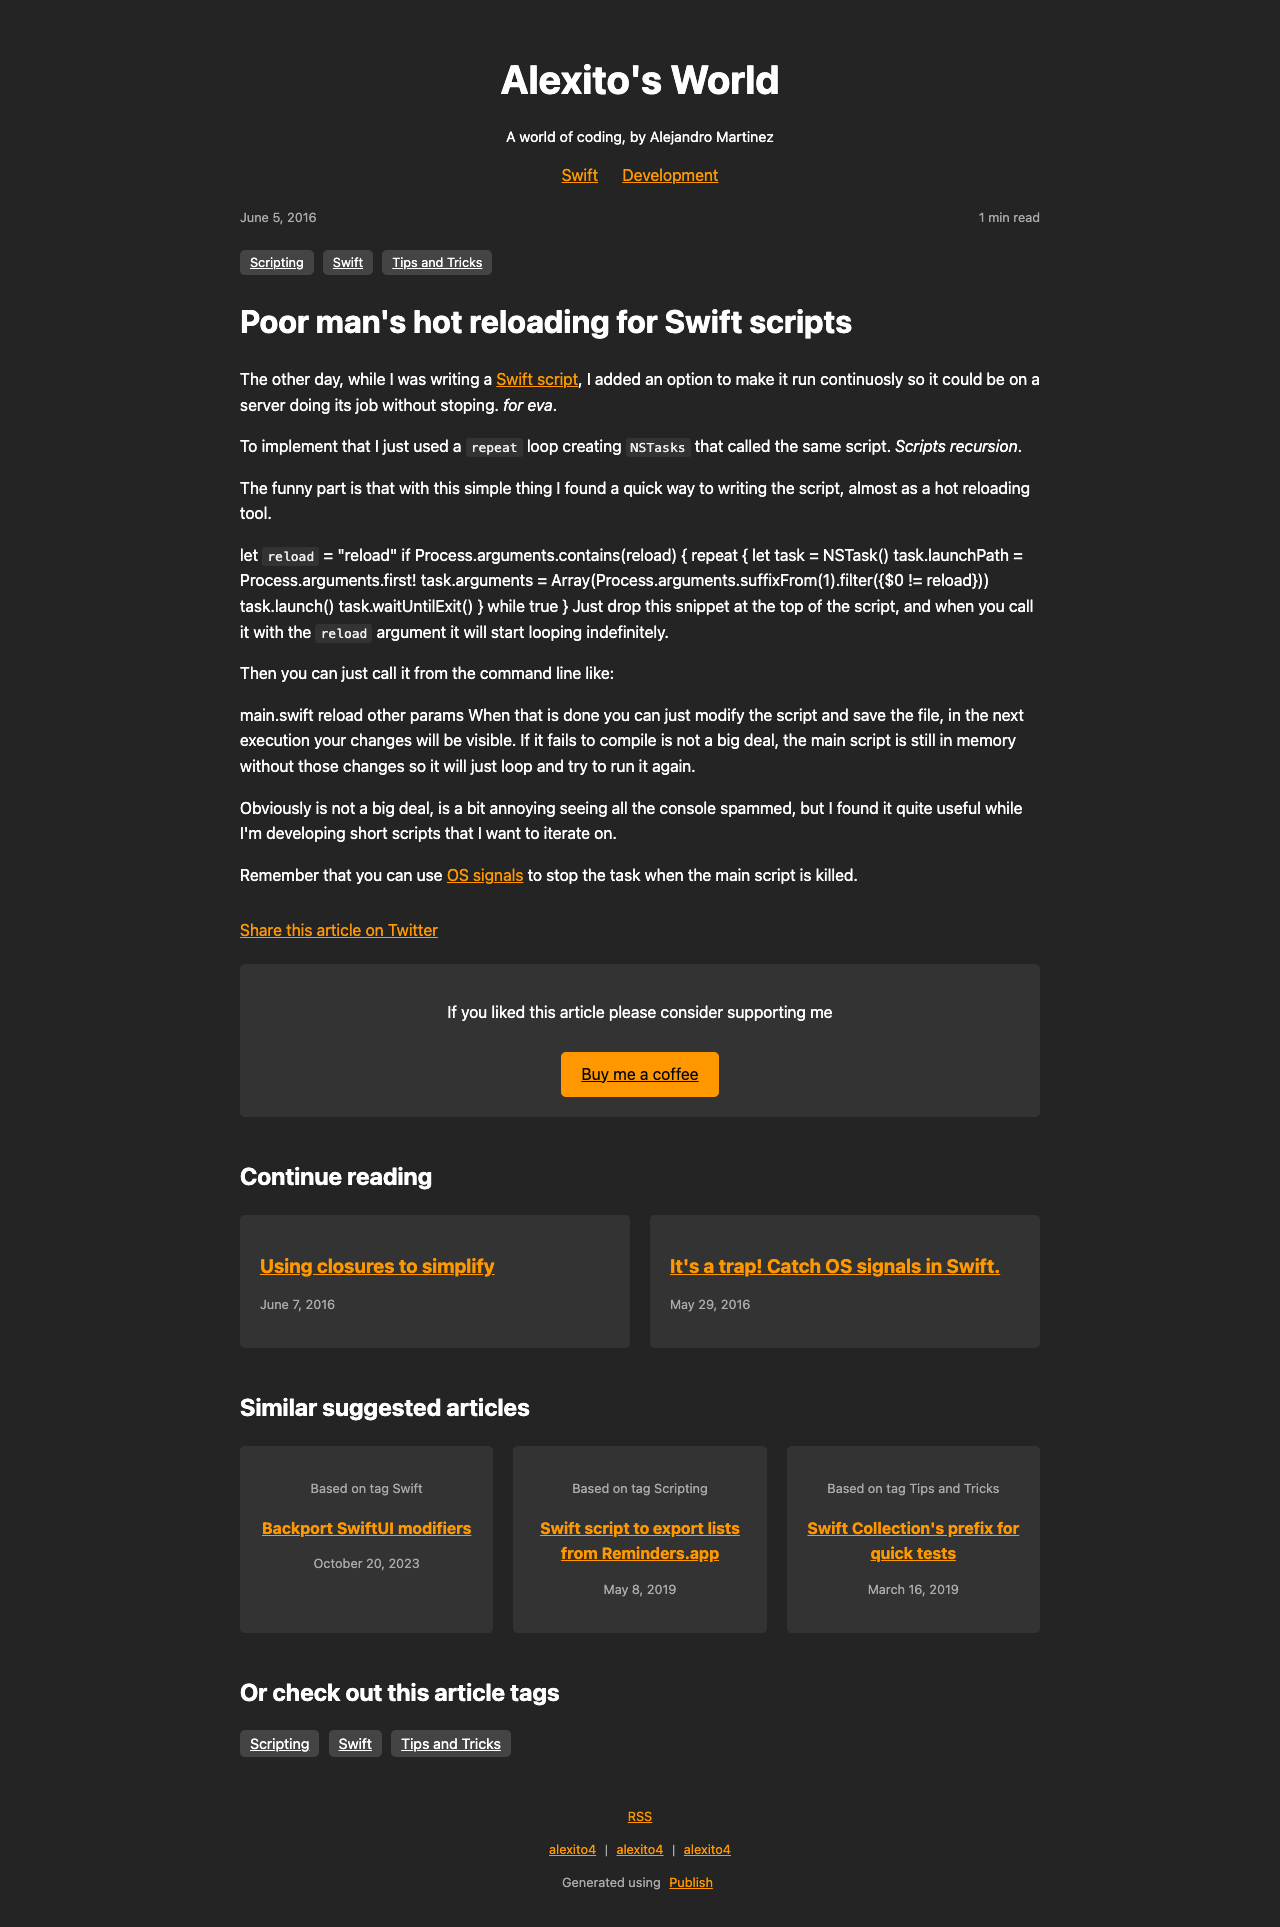 Alexito's World
A world of coding, by Alejandro Martinez
Swift Development
June 5, 2016 1 min read
Scripting Swift Tips and Tricks
Poor man's hot reloading for Swift scripts
The other day, while I was writing a Swift script, I added an option to make it run continuosly so it could be on a
server doing its job without stoping. for eva.
To implement that I just used a repeat loop creating NSTasks that called the same script. Scripts recursion.
The funny part is that with this simple thing I found a quick way to writing the script, almost as a hot reloading
tool.
let reload = "reload" if Process.arguments.contains(reload) { repeat { let task = NSTask() task.launchPath =
Process.arguments.first! task.arguments = Array(Process.arguments.suffixFrom(1).filter({$0 != reload}))
task.launch() task.waitUntilExit() } while true } Just drop this snippet at the top of the script, and when you call
it with the reload argument it will start looping indefinitely.
Then you can just call it from the command line like:
main.swift reload other params When that is done you can just modify the script and save the file, in the next
execution your changes will be visible. If it fails to compile is not a big deal, the main script is still in memory
without those changes so it will just loop and try to run it again.
Obviously is not a big deal, is a bit annoying seeing all the console spammed, but I found it quite useful while
I'm developing short scripts that I want to iterate on.
Remember that you can use OS signals to stop the task when the main script is killed.
Share this article on Twitter
If you liked this article please consider supporting me
Buy me a coffee
Continue reading
Using closures to simplify
June 7, 2016
It's a trap! Catch OS signals in Swift.
May 29, 2016
Similar suggested articles
Based on tag Swift
Backport SwiftUI modifiers
October 20, 2023
Based on tag Scripting
Swift script to export lists
from Reminders.app
May 8, 2019
Based on tag Tips and Tricks
Swift Collection's prefix for
quick tests
March 16, 2019
Or check out this article tags
Scripting Swift Tips and Tricks
RSS
alexito4 | alexito4 | alexito4
Generated using Publish